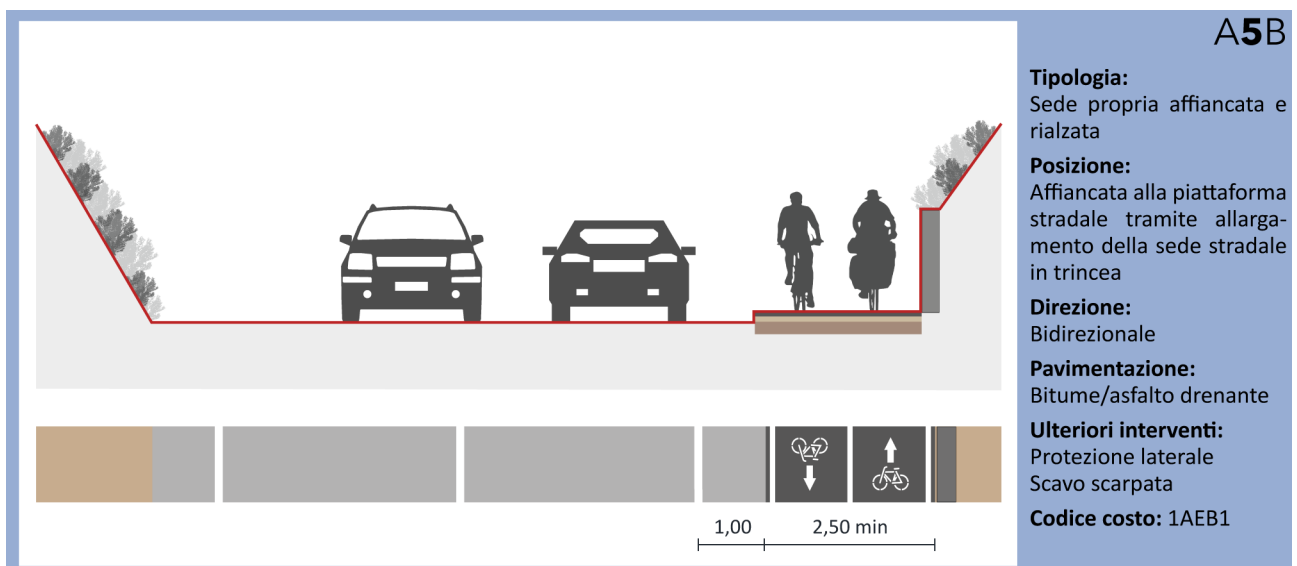 A5B
Tipologia:
Sede propria affiancata e
rialzata
Posizione:
Affiancata alla piattaforma
stradale tramite allarga-
mento della sede stradale
in trincea
Direzione:
Bidirezionale
Pavimentazione:
Bitume/asfalto drenante
Ulteriori interventi:
Protezione laterale
Scavo scarpata
Codice costo: 1AEB1
1,00 2,50 min